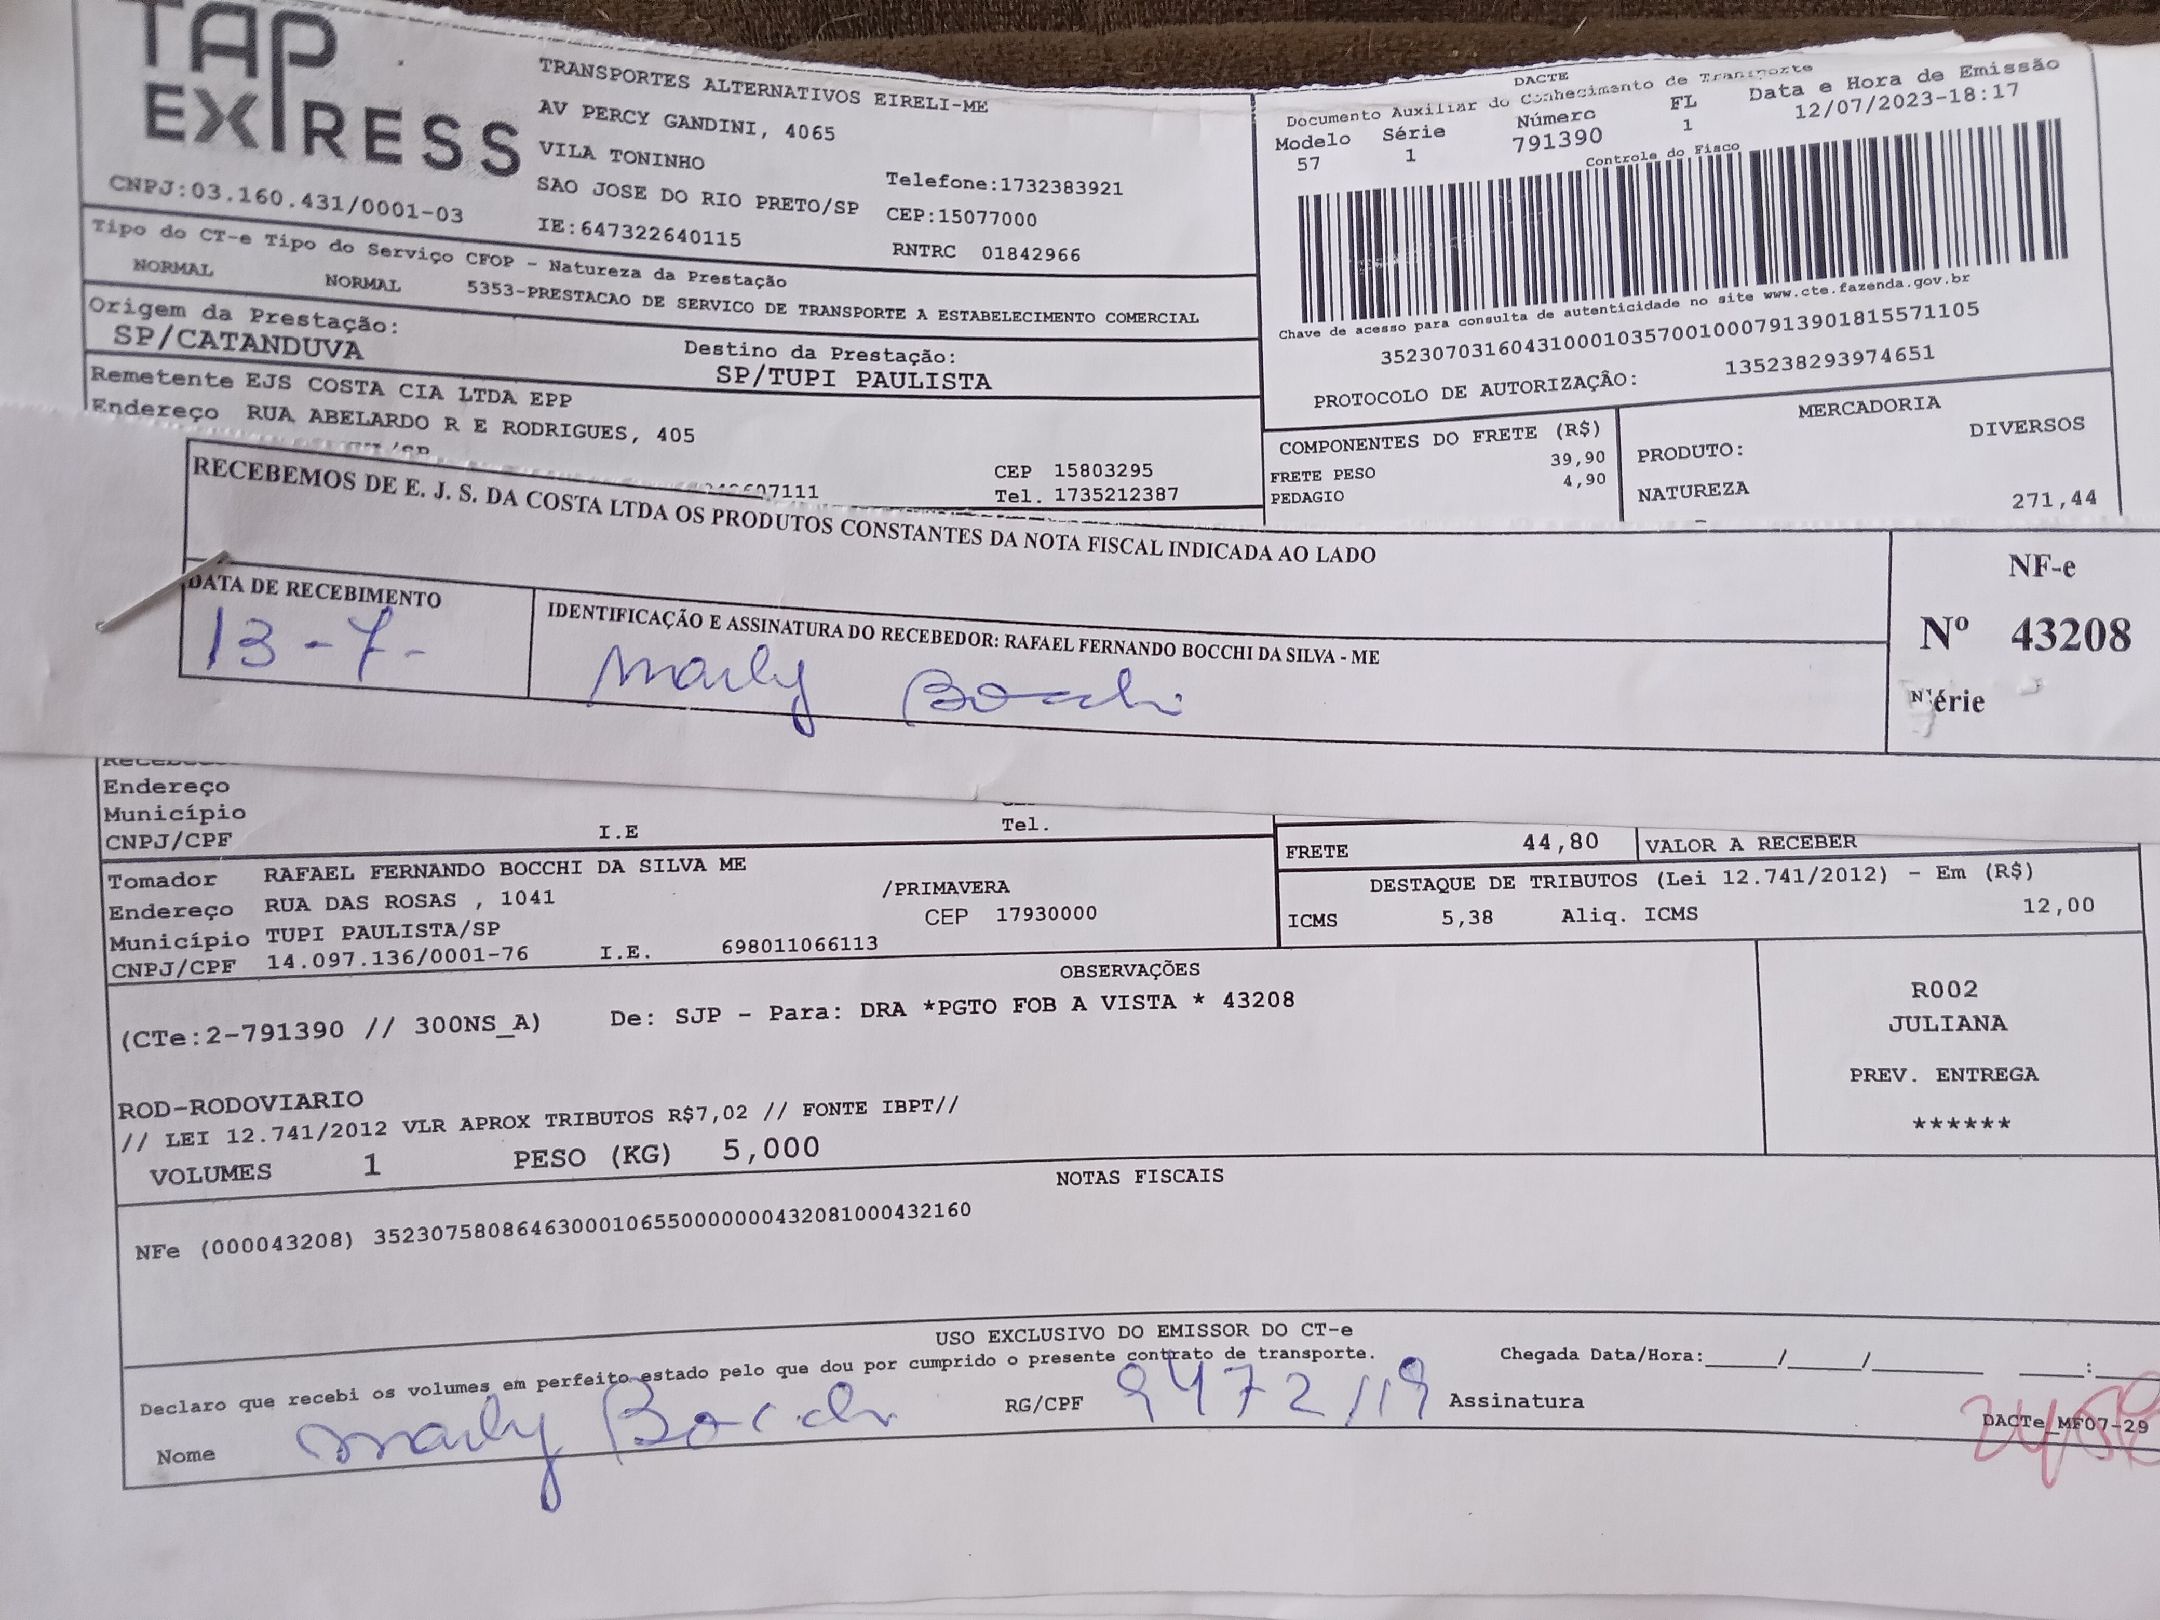 TAP
EXPRESS
CNPJ:03.160.431/0001-03
TRANSPORTES ALTERNATIVOS EIRELI-ME
AV PERCY GANDINI, 4065
VILA TONINHO
SAO JOSE DO RIO PRETO/SP
IE:647322640115
Telefone:1732383921
CEP:15077000
RNTRC 01842966
DACTE
Documento Auxiliar do Conhecimento de Transporte
Modelo Série Número FL Data e Hora de Emissão
57 1 791390 1 12/07/2023-18:17
Controle do Fisco
Chave de acesso para consulta de autenticidade no site www.cte.fazenda.gov.br
35230703160431000103570010007913901815571105
PROTOCOLO DE AUTORIZAÇÃO: 135238293974651
Tipo do CT-e Tipo do Serviço CFOP - Natureza da Prestação
NORMAL NORMAL 5353-PRESTACAO DE SERVICO DE TRANSPORTE A ESTABELECIMENTO COMERCIAL
Origem da Prestação:
SP/CATANDUVA
Destino da Prestação:
SP/TUPI PAULISTA
Remetente EJS COSTA CIA LTDA EPP
Endereço RUA ABELARDO R E RODRIGUES, 405
CEP 15803295
Tel. 1735212387
COMPONENTES DO FRETE (R$)
FRETE PESO 39,90
PEDAGIO 4,90
MERCADORIA
PRODUTO: DIVERSOS
NATUREZA
271,44
RECEBEMOS DE E. J. S. DA COSTA LTDA OS PRODUTOS CONSTANTES DA NOTA FISCAL INDICADA AO LADO
DATA DE RECEBIMENTO
13-7-
IDENTIFICAÇÃO E ASSINATURA DO RECEBEDOR: RAFAEL FERNANDO BOCCHI DA SILVA - ME
Marly Bocchi
NF-e
Nº 43208
Série
Endereço
Município
CNPJ/CPF I.E Tel.
FRETE 44,80 VALOR A RECEBER
Tomador RAFAEL FERNANDO BOCCHI DA SILVA ME
Endereço RUA DAS ROSAS , 1041 /PRIMAVERA
Município TUPI PAULISTA/SP CEP 17930000
CNPJ/CPF 14.097.136/0001-76 I.E. 698011066113
DESTAQUE DE TRIBUTOS (Lei 12.741/2012) - Em (R$)
ICMS 5,38 Aliq. ICMS 12,00
OBSERVAÇÕES
(CTe:2-791390 // 300NS_A) De: SJP - Para: DRA *PGTO FOB A VISTA * 43208
R002
JULIANA
PREV. ENTREGA
******
ROD-RODOVIARIO
// LEI 12.741/2012 VLR APROX TRIBUTOS R$7,02 // FONTE IBPT//
VOLUMES 1 PESO (KG) 5,000
NOTAS FISCAIS
NFe (000043208) 35230758086463000106550000000432081000432160
USO EXCLUSIVO DO EMISSOR DO CT-e
Declaro que recebi os volumes em perfeito estado pelo que dou por cumprido o presente contrato de transporte.
Chegada Data/Hora:_____/_____/________ ____:____
Nome Marly Bocchi RG/CPF 9472119 Assinatura
DACTe_MF07-29